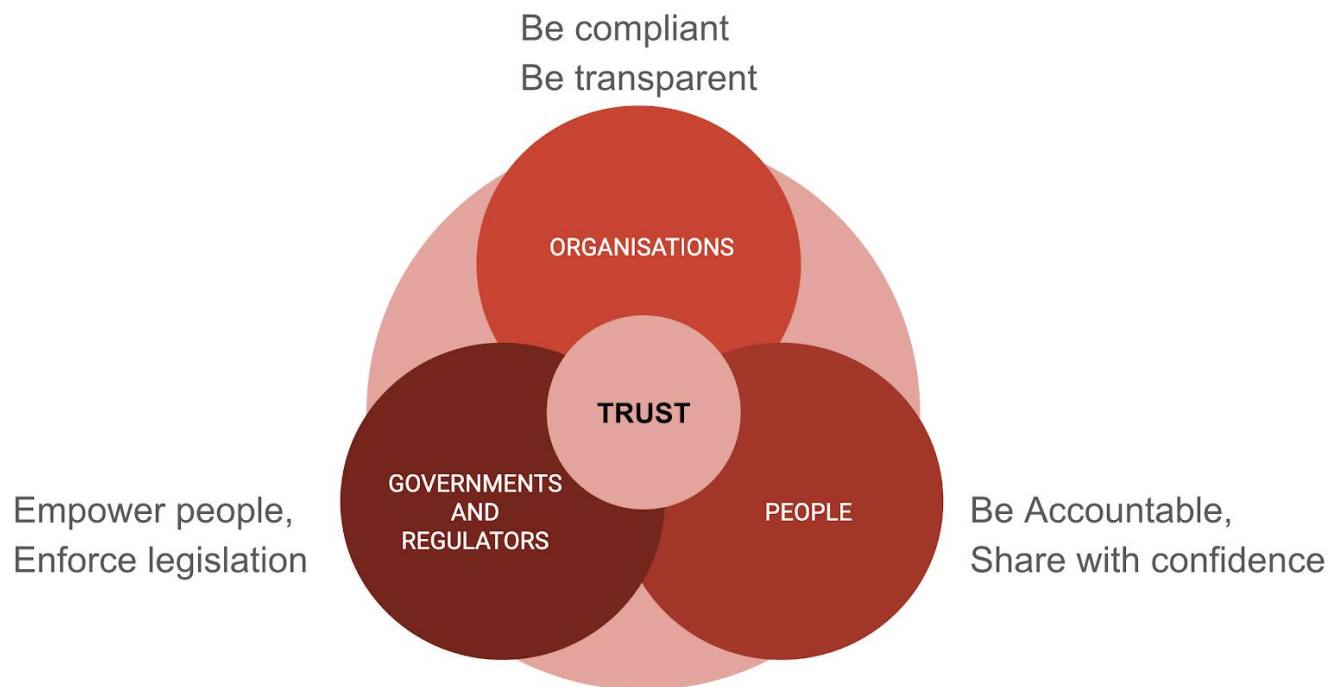 Be compliant
Be transparent
ORGANISATIONS
TRUST
GOVERNMENTS
AND
REGULATORS
PEOPLE
Empower people,
Enforce legislation
Be Accountable,
Share with confidence